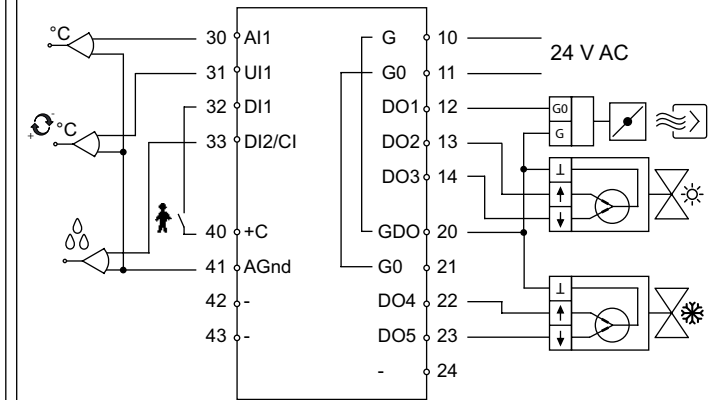 °C
30 AI1 G 10
24 V AC
31 UI1 G0 11
32 DI1 DO1 12 G0
+ - °C
G
33 DI2/CI DO2 13
DO3 14
⊥
↑
↓
40 +C GDO 20
41 AGnd G0 21
42 - DO4 22
⊥
↑
43 - DO5 23
↓
- 24